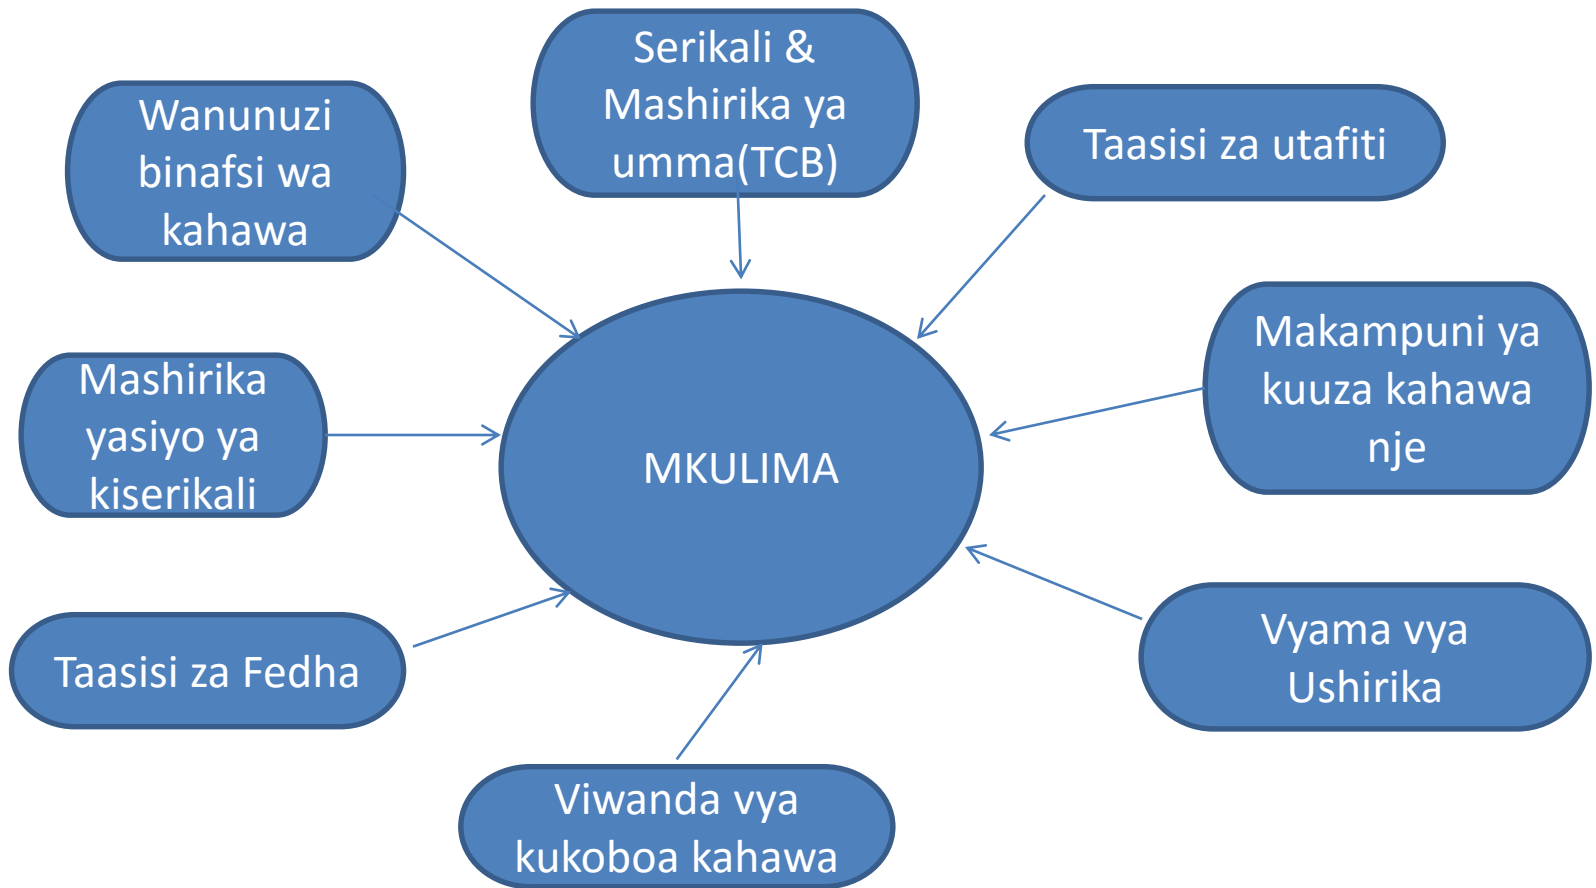 Serikali &
Mashirika ya
umma(TCB)
Wanunuzi
binafsi wa
kahawa
Taasisi za utafiti
Makampuni ya
kuuza kahawa
nje
Mashirika
yasiyo ya
kiserikali
MKULIMA
Vyama vya
Ushirika
Taasisi za Fedha
Viwanda vya
kukoboa kahawa